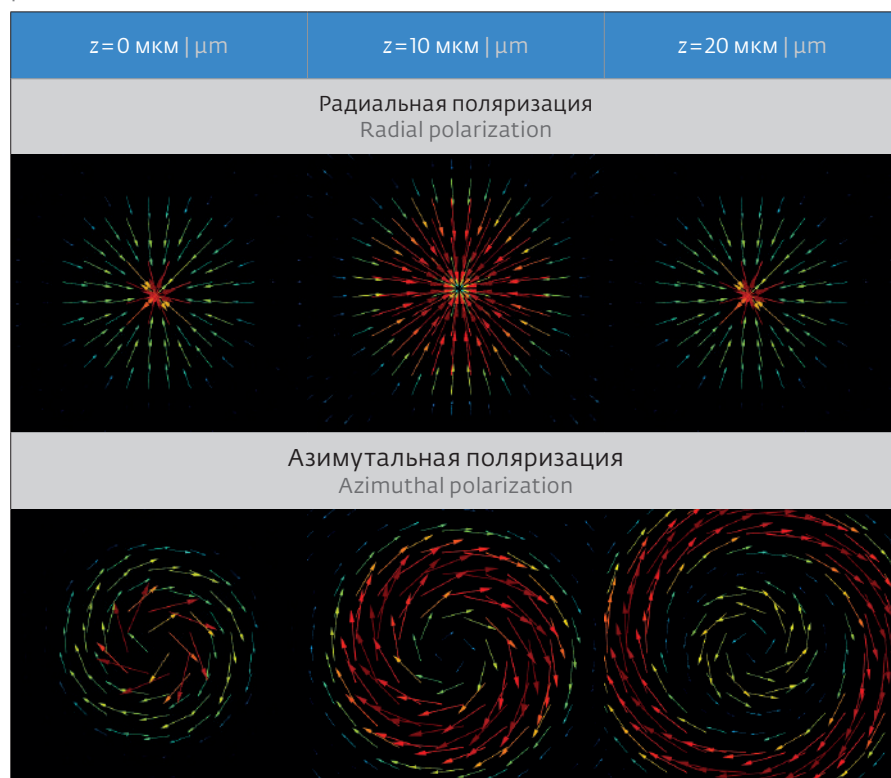 z=0 мкм | μm
z=10 мкм | μm
z=20 мкм | μm
Радиальная поляризация
Radial polarization
Азимутальная поляризация
Azimuthal polarization